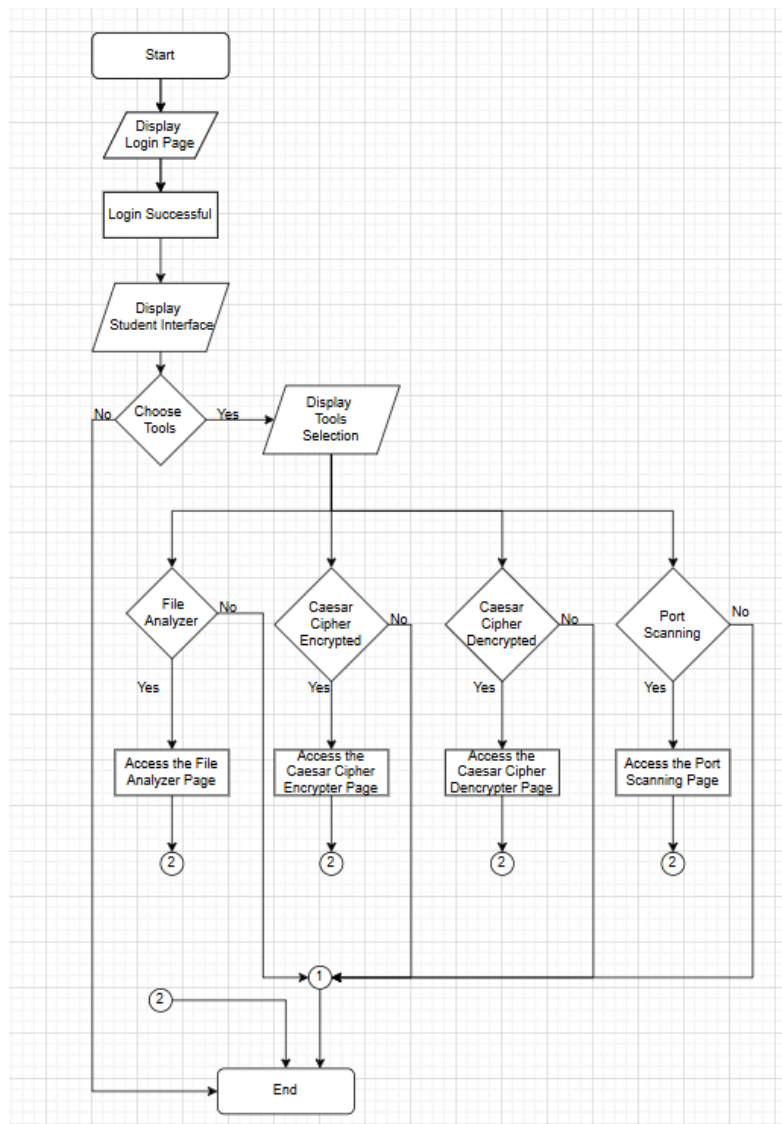 Start
Display
Login Page
Login Successful
Display
Student Interface
Choose
Tools
No
Yes
Display
Tools
Selection
File
Analyzer
No
Caesar
Cipher
Encrypted
No
Caesar
Cipher
Dencrypted
No
Port
Scanning
No
Yes
Yes
Yes
Yes
Access the File
Analyzer Page
Access the
Caesar Cipher
Encrypter Page
Access the
Caesar Cipher
Dencrypter Page
Access the Port
Scanning Page
2
2
2
2
1
2
End